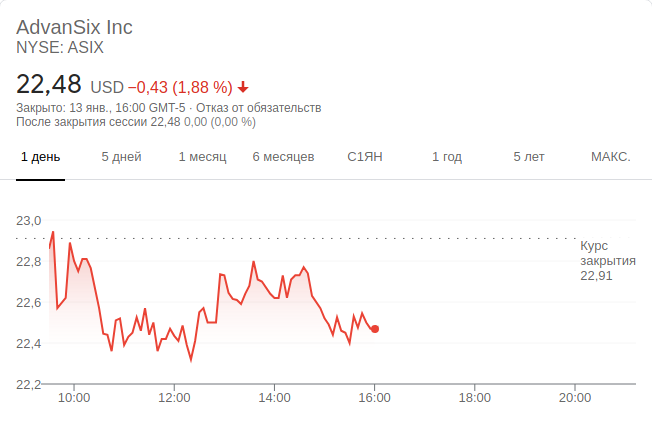 AdvanSix Inc
NYSE: ASIX
22,48 USD −0,43 (1,88 %)
Закрыто: 13 янв., 16:00 GMT-5 · Отказ от обязательств
После закрытия сессии 22,48 0,00 (0,00 %)
1 день 5 дней 1 месяц 6 месяцев С1ЯН 1 год 5 лет МАКС.
23,0
Курс
закрытия
22,91
22,8
22,6
22,4
22,2
10:00 12:00 14:00 16:00 18:00 20:00